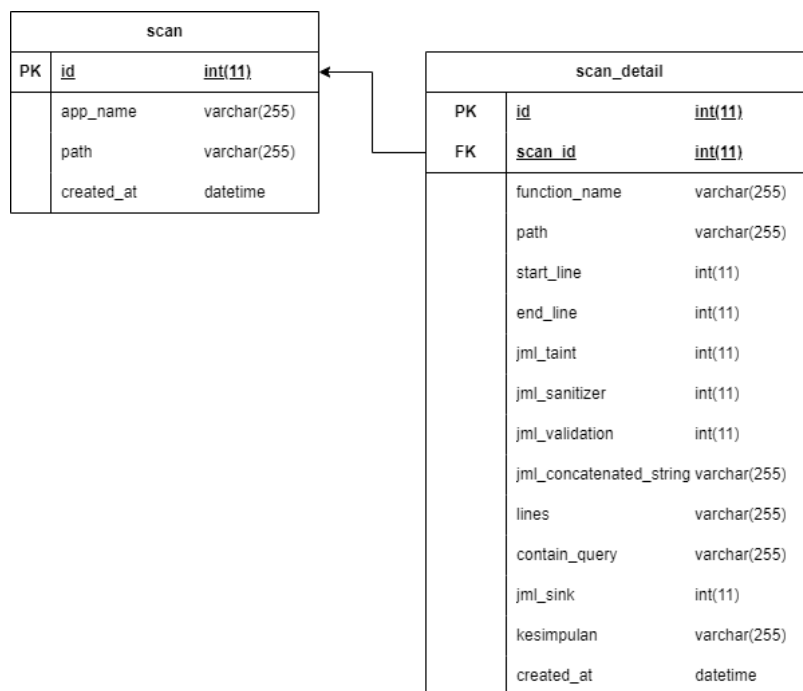 scan
PK id int(11)
app_name varchar(255)
path varchar(255)
created_at datetime
scan_detail
PK id int(11)
FK scan_id int(11)
function_name varchar(255)
path varchar(255)
start_line int(11)
end_line int(11)
jml_taint int(11)
jml_sanitizer int(11)
jml_validation int(11)
jml_concatenated_string varchar(255)
lines varchar(255)
contain_query varchar(255)
jml_sink int(11)
kesimpulan varchar(255)
created_at datetime